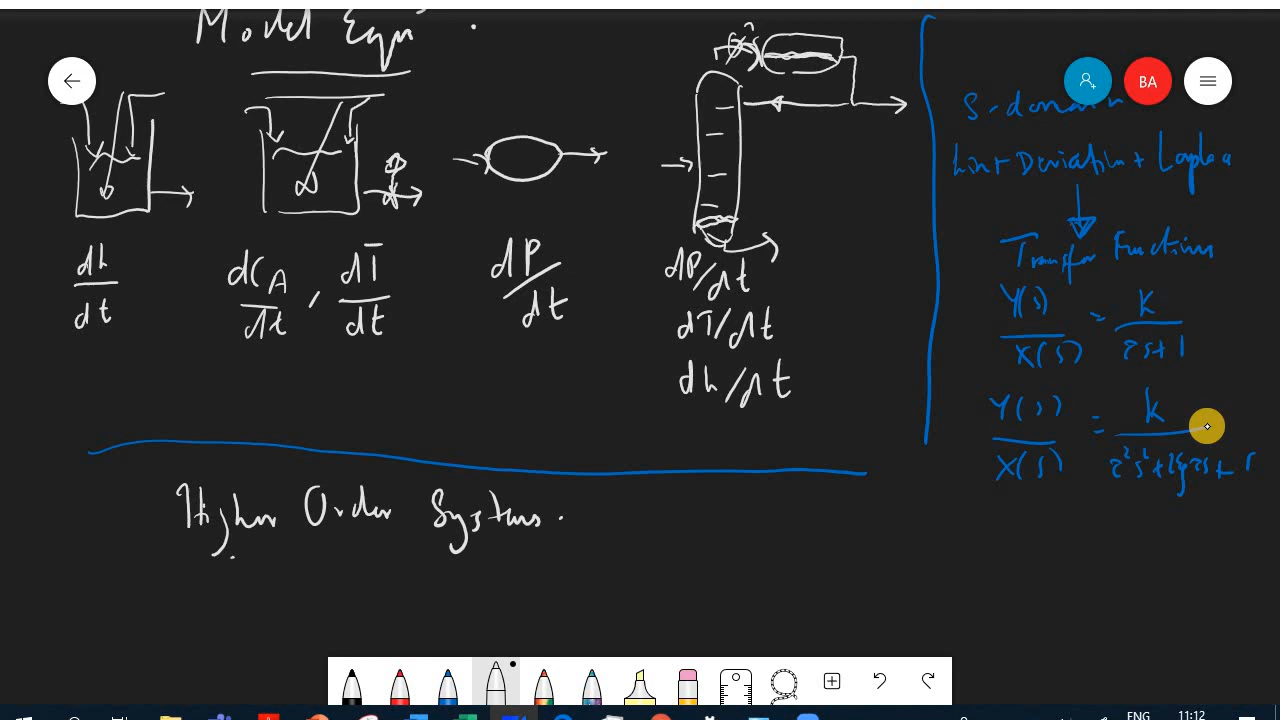 Model Eqn.
dh/dt
dCA/dt , dT/dt
dP/dt
dP/dt
dT/dt
dh/dt
Higher Order Systems.
BA
S-domain
Lin + Deviation + Laplace
Transfer Functions
Y(s)/X(s) = K/(τs+1)
Y(s)/X(s) = K/(τ²s²+2ζτs+1)
ENG
11:12